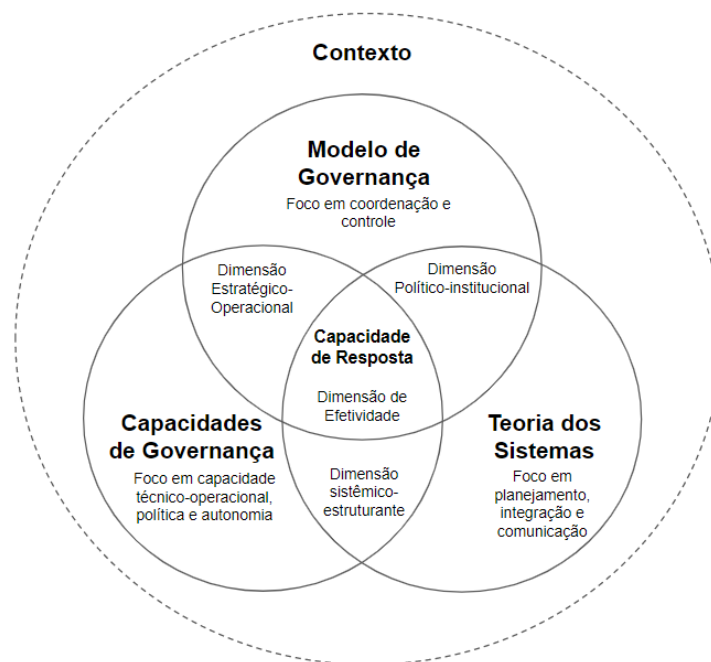 Contexto
Modelo de
Governança
Foco em coordenação e
controle
Dimensão
Estratégico-
Operacional
Dimensão
Político-institucional
Capacidade
de Resposta
Dimensão de
Efetividade
Capacidades
de Governança
Foco em capacidade
técnico-operacional,
política e autonomia
Dimensão
sistêmico-
estruturante
Teoria dos
Sistemas
Foco em
planejamento,
integração e
comunicação